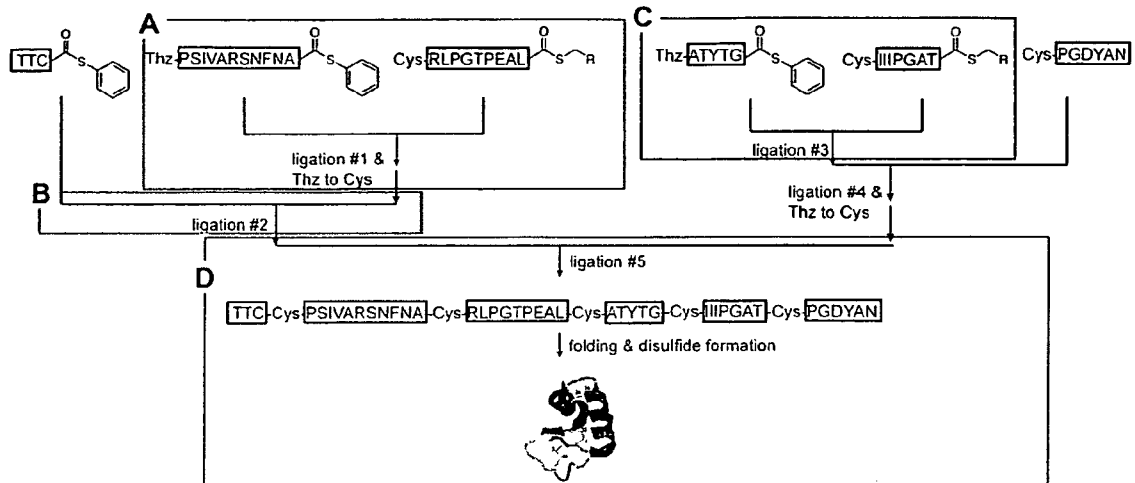 A
TTC
O
S
Thz-PSIVARSNFNA
O
S
Cys-RLPGTPEAL
O
S
R
C
Thz-ATYTG
O
S
Cys-IIIPGAT
O
S
R
Cys-PGDYAN
ligation #1 &
Thz to Cys
ligation #3
B
ligation #2
ligation #4 &
Thz to Cys
D
ligation #5
TTC-Cys-PSIVARSNFNA-Cys-RLPGTPEAL-Cys-ATYTG-Cys-IIIPGAT-Cys-PGDYAN
folding & disulfide formation